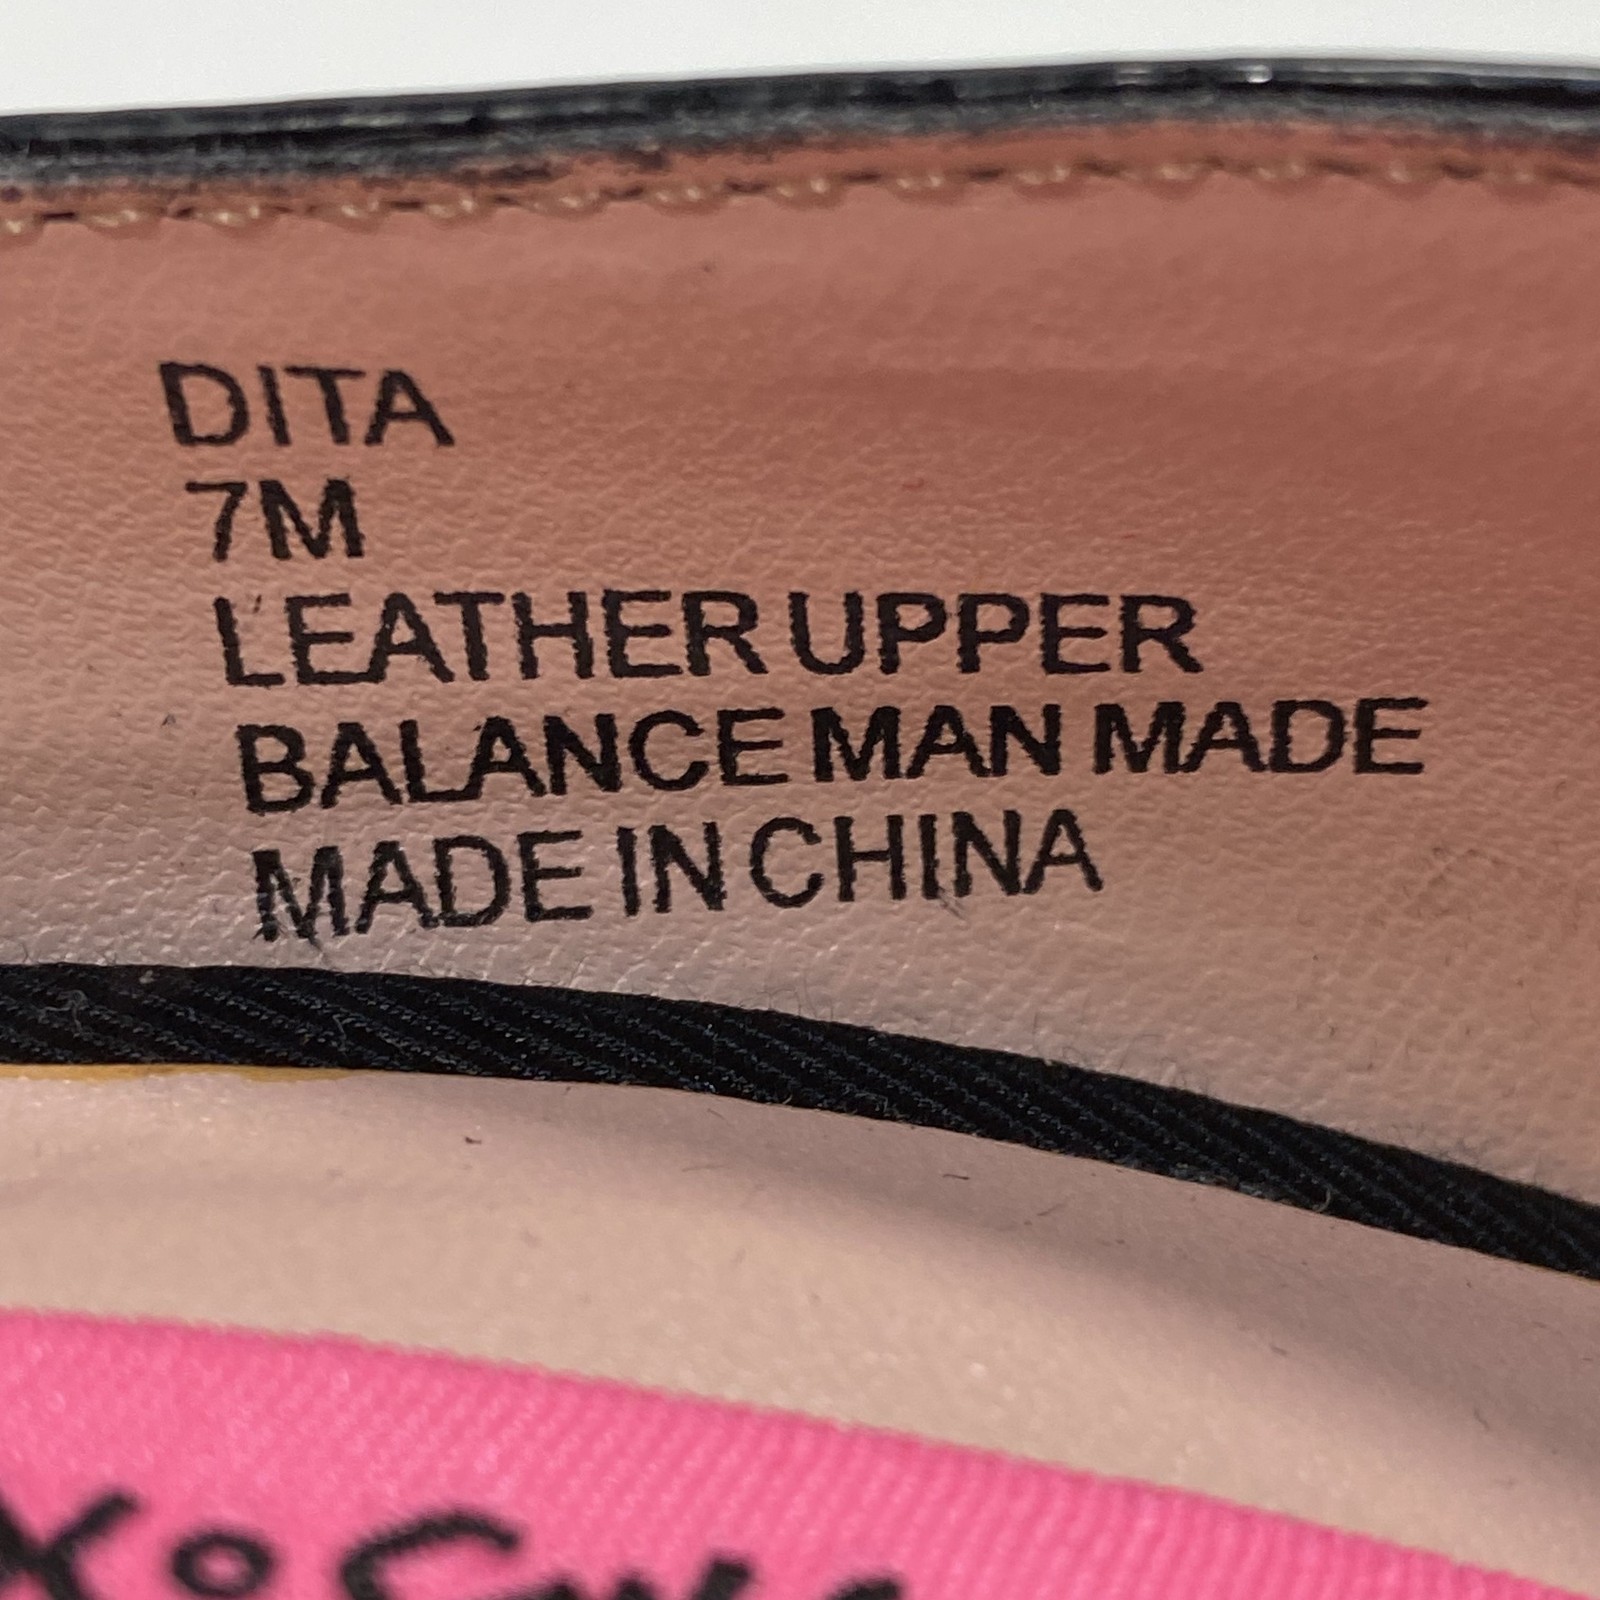 DITA
7M
LEATHER UPPER
BALANCE MAN MADE
MADE IN CHINA